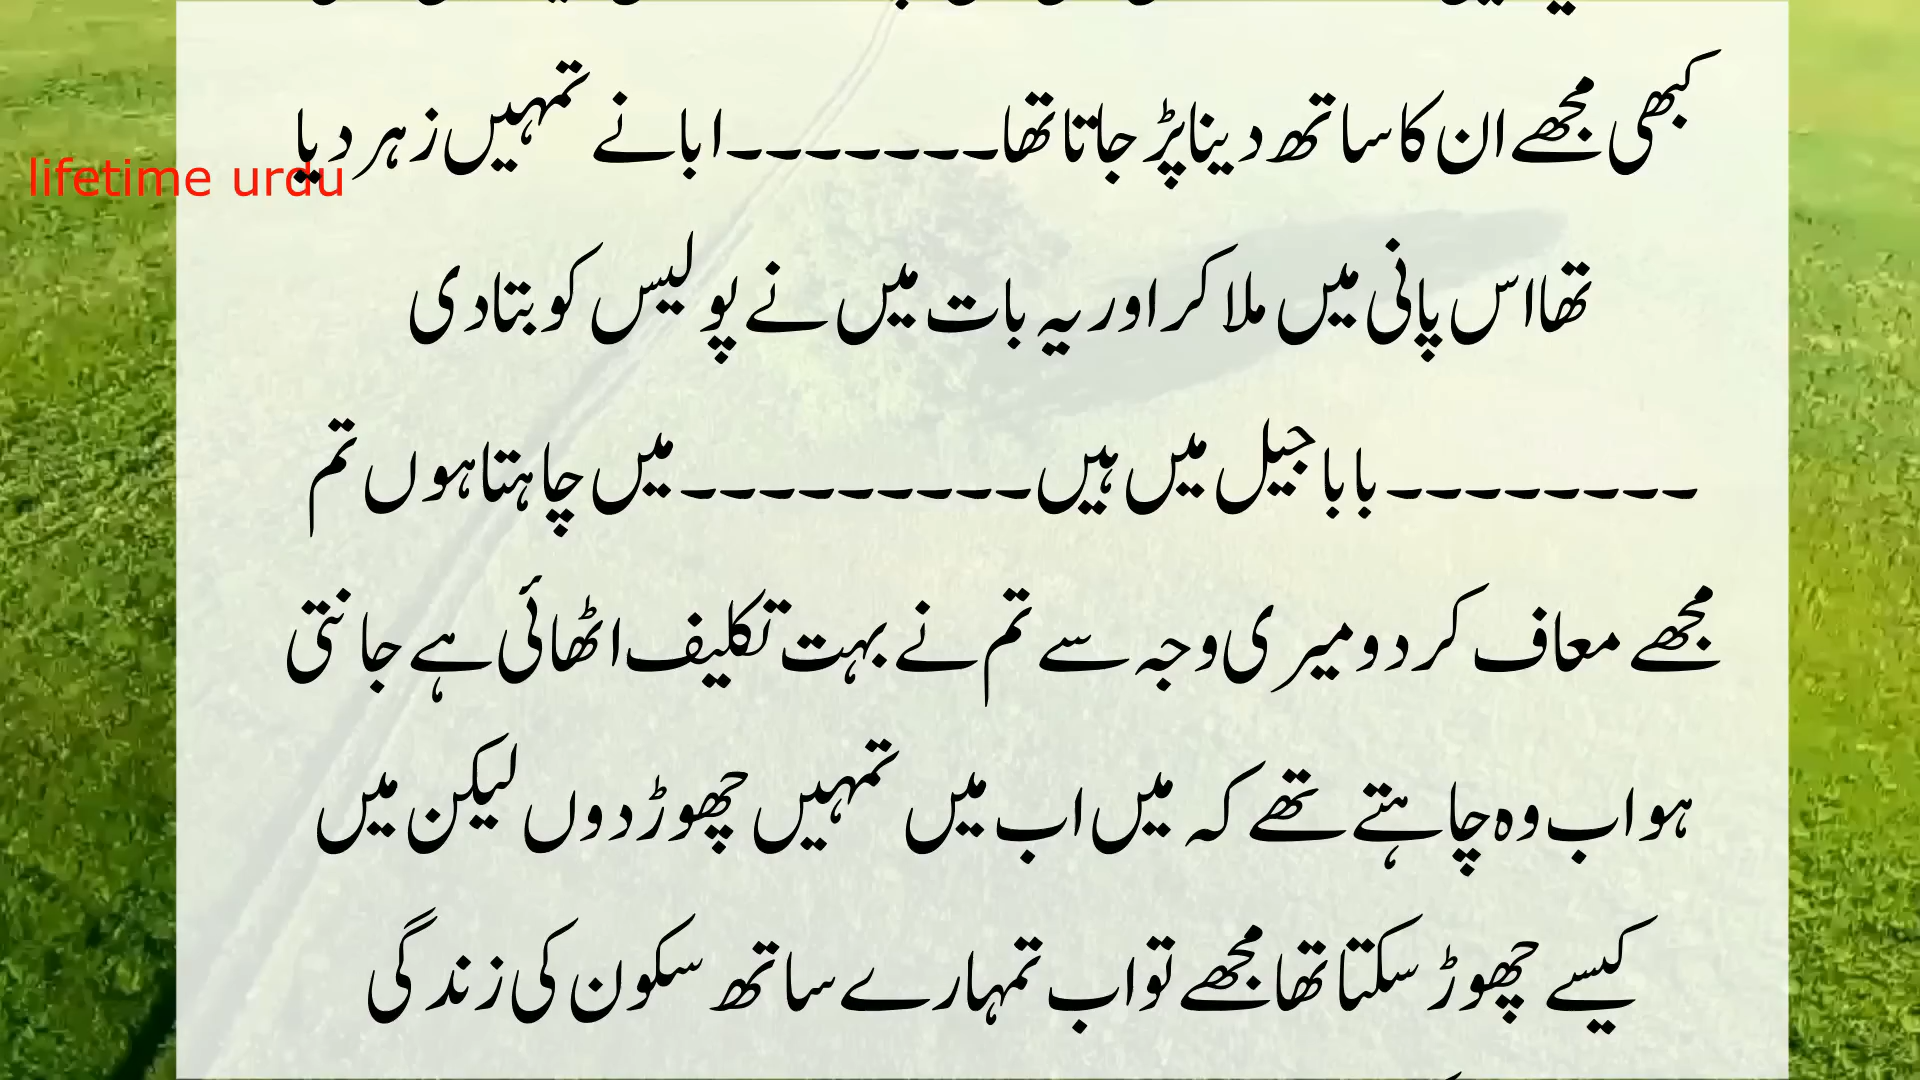 کبھی مجھے ان کا ساتھ دینا پڑ جاتا تھا۔۔۔۔۔۔۔ابا نے تمہیں زہر دیا
lifetime urdu
تھا اس پانی میں ملا کر اور یہ بات میں نے پولیس کو بتا دی
۔۔۔۔۔۔۔۔بابا جیل میں ہیں۔۔۔۔۔۔۔۔۔میں چاہتا ہوں تم
مجھے معاف کر دو میری وجہ سے تم نے بہت تکلیف اٹھائی ہے جانتی
ہو اب وہ چاہتے تھے کہ میں اب میں تمہیں چھوڑ دوں لیکن میں
کیسے چھوڑ سکتا تھا مجھے تو اب تمہارے ساتھ سکون کی زندگی